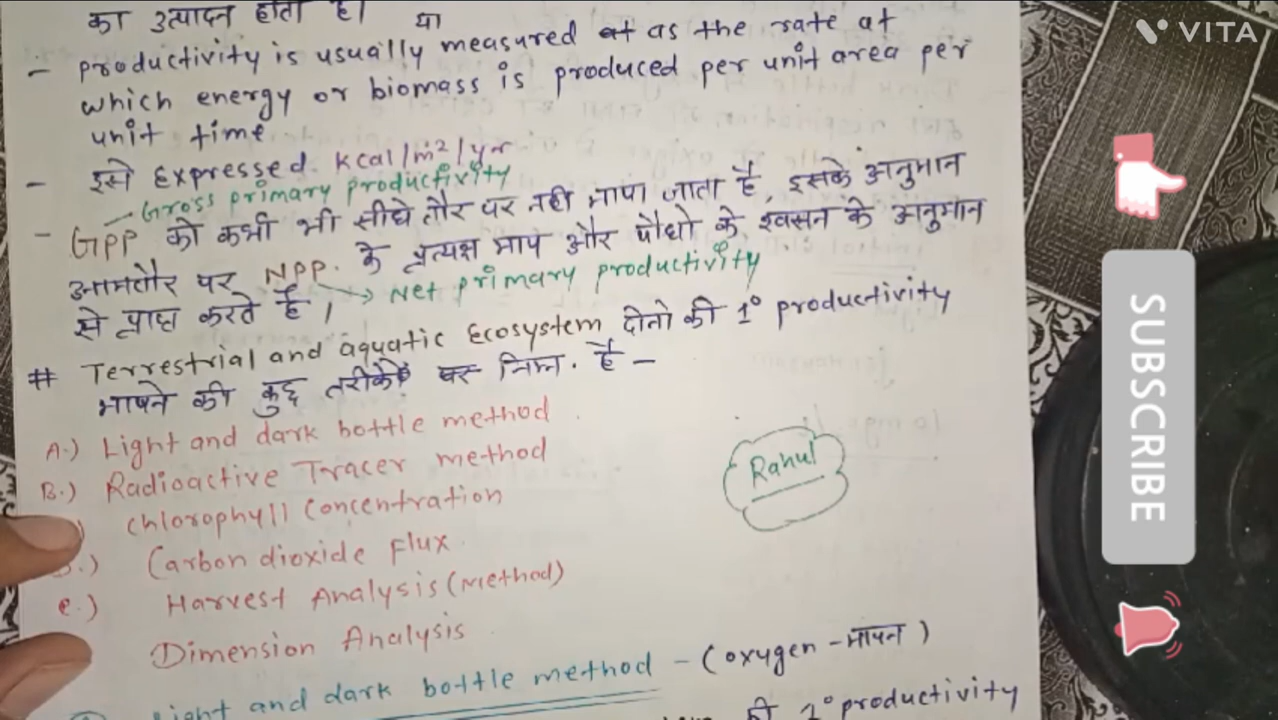 का उत्पादन होता है। या
- productivity is usually measured at as the rate at
which energy or biomass is produced per unit area per
unit time
- इसे Expressed. Kcal/m²/yr
Gross primary productivity
- GPP को कभी भी सीधे तौर पर नही मापा जाता है, इसके अनुमान
आमतौर पर NPP. के प्रत्यक्ष माप और पौधो के श्वसन के अनुमान
→ Net primary productivity
से प्राप्त करते है।
# Terrestrial and aquatic Ecosystem दोनो की 1° productivity
मापने की कुछ तरीके निम्न. है -
A.) Light and dark bottle method
B.) Radioactive Tracer method
Chlorophyll Concentration
Carbon dioxide Flux
e.) Harvest Analysis (Method)
Dimension Analysis
Light and dark bottle method - (oxygen - मापन)
की 1° productivity
Rahul
VITA
SUBSCRIBE